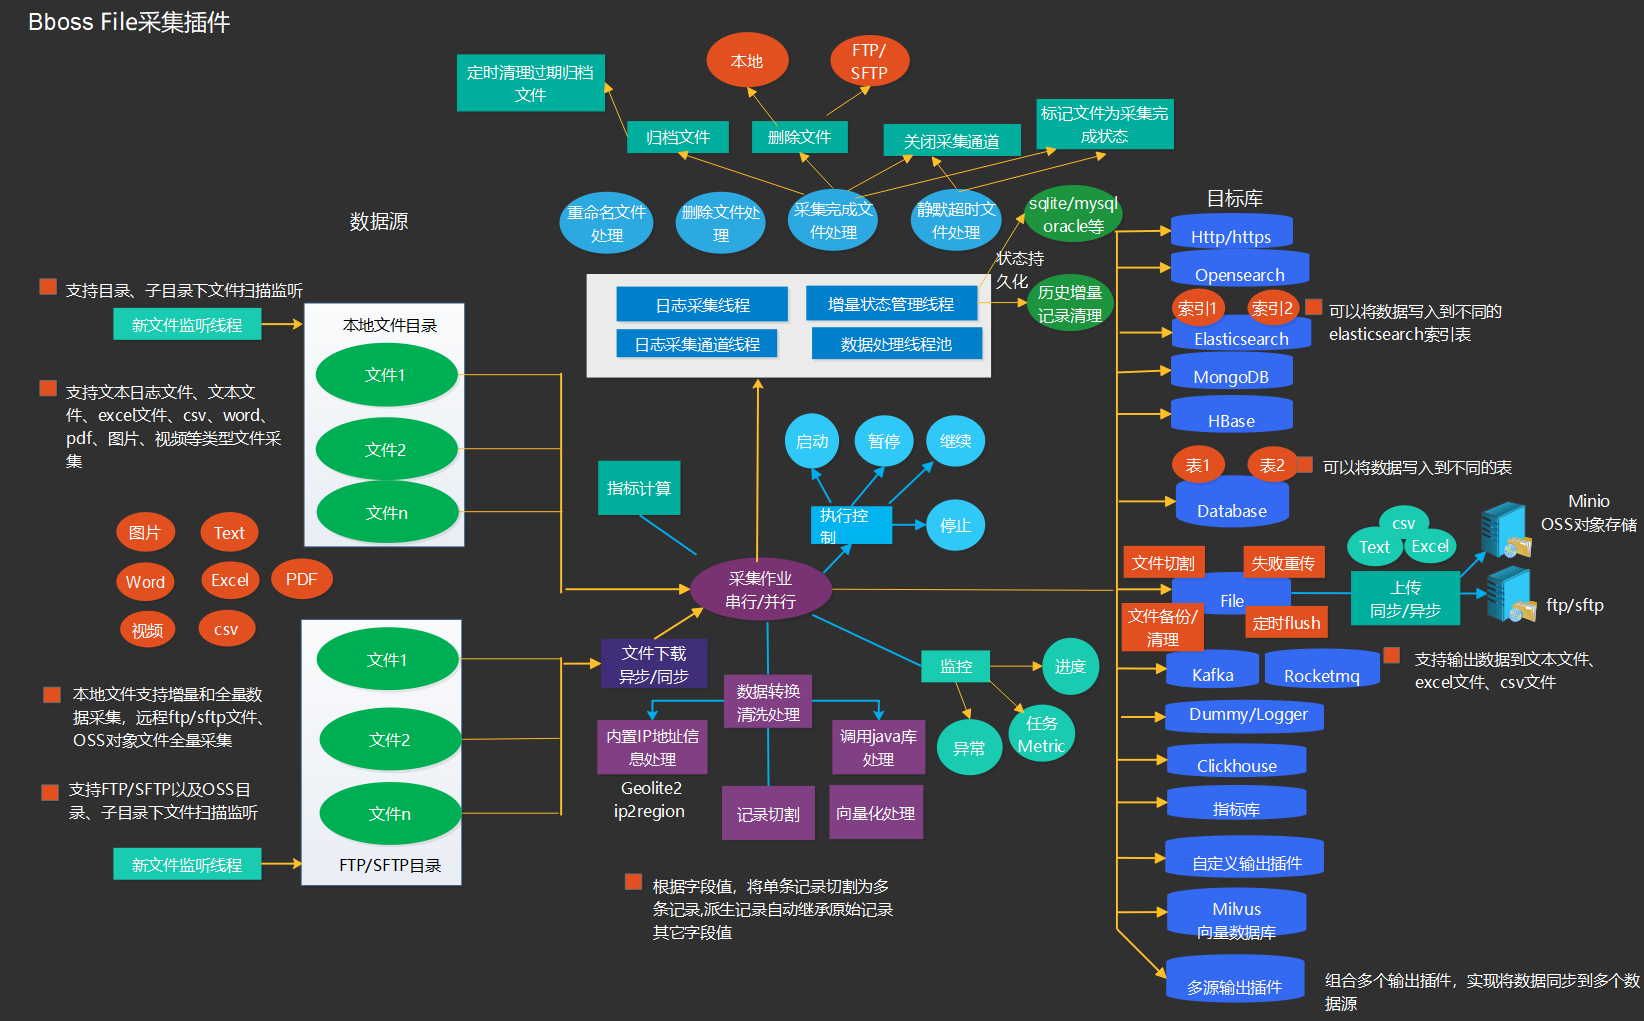 Bboss File采集插件
本地
FTP/
SFTP
定时清理过期归档
文件
归档文件
删除文件
关闭采集通道
标记文件为采集完
成状态
数据源
重命名文件
处理
删除文件处
理
采集完成文
件处理
静默超时文
件处理
sqlite/mysql
oracle等
状态持
久化
历史增量
记录清理
日志采集线程
增量状态管理线程
日志采集通道线程
数据处理线程池
支持目录、子目录下文件扫描监听
新文件监听线程
本地文件目录
文件1
文件2
文件n
支持文本日志文件、文本文
件、excel文件、csv、word、
pdf、图片、视频等类型文件采
集
图片
Text
Word
Excel
PDF
视频
csv
本地文件支持增量和全量数
据采集，远程ftp/sftp文件、
OSS对象文件全量采集
支持FTP/SFTP以及OSS目
录、子目录下文件扫描监听
新文件监听线程
文件1
文件2
文件n
FTP/SFTP目录
指标计算
启动
暂停
继续
执行控
制
停止
采集作业
串行/并行
文件下载
异步/同步
数据转换
清洗处理
内置IP地址信
息处理
Geolite2
ip2region
调用java库
处理
记录切割
向量化处理
监控
进度
异常
任务
Metric
根据字段值，将单条记录切割为多
条记录,派生记录自动继承原始记录
其它字段值
目标库
Http/https
Opensearch
索引1
索引2
Elasticsearch
可以将数据写入到不同的
elasticsearch索引表
MongoDB
HBase
表1
表2
可以将数据写入到不同的表
Database
文件切割
失败重传
File
文件备份/
清理
定时flush
csv
Text
Excel
上传
同步/异步
Minio
OSS对象存储
ftp/sftp
Kafka
Rocketmq
支持输出数据到文本文件、
excel文件、csv文件
Dummy/Logger
Clickhouse
指标库
自定义输出插件
Milvus
向量数据库
多源输出插件
组合多个输出插件，实现将数据同步到多个数
据源